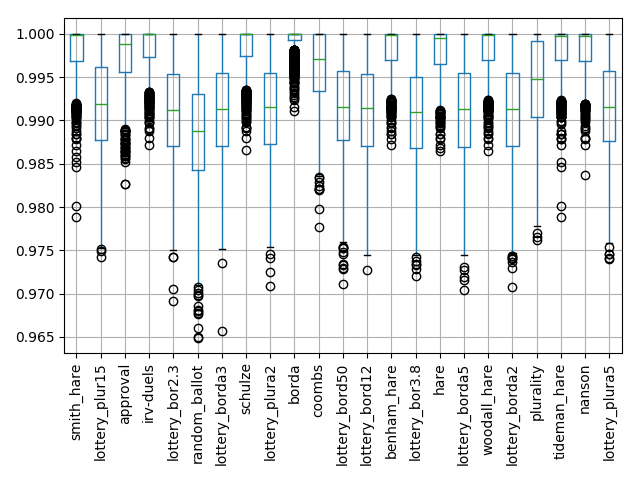 1.000
0.995
0.990
0.985
0.980
0.975
0.970
0.965
smith_hare
lottery_plur15
approval
irv-duels
lottery_bor2.3
random_ballot
lottery_borda3
schulze
lottery_plura2
borda
coombs
lottery_bord50
lottery_bord12
benham_hare
lottery_bor3.8
hare
lottery_borda5
woodall_hare
lottery_borda2
plurality
tideman_hare
nanson
lottery_plura5